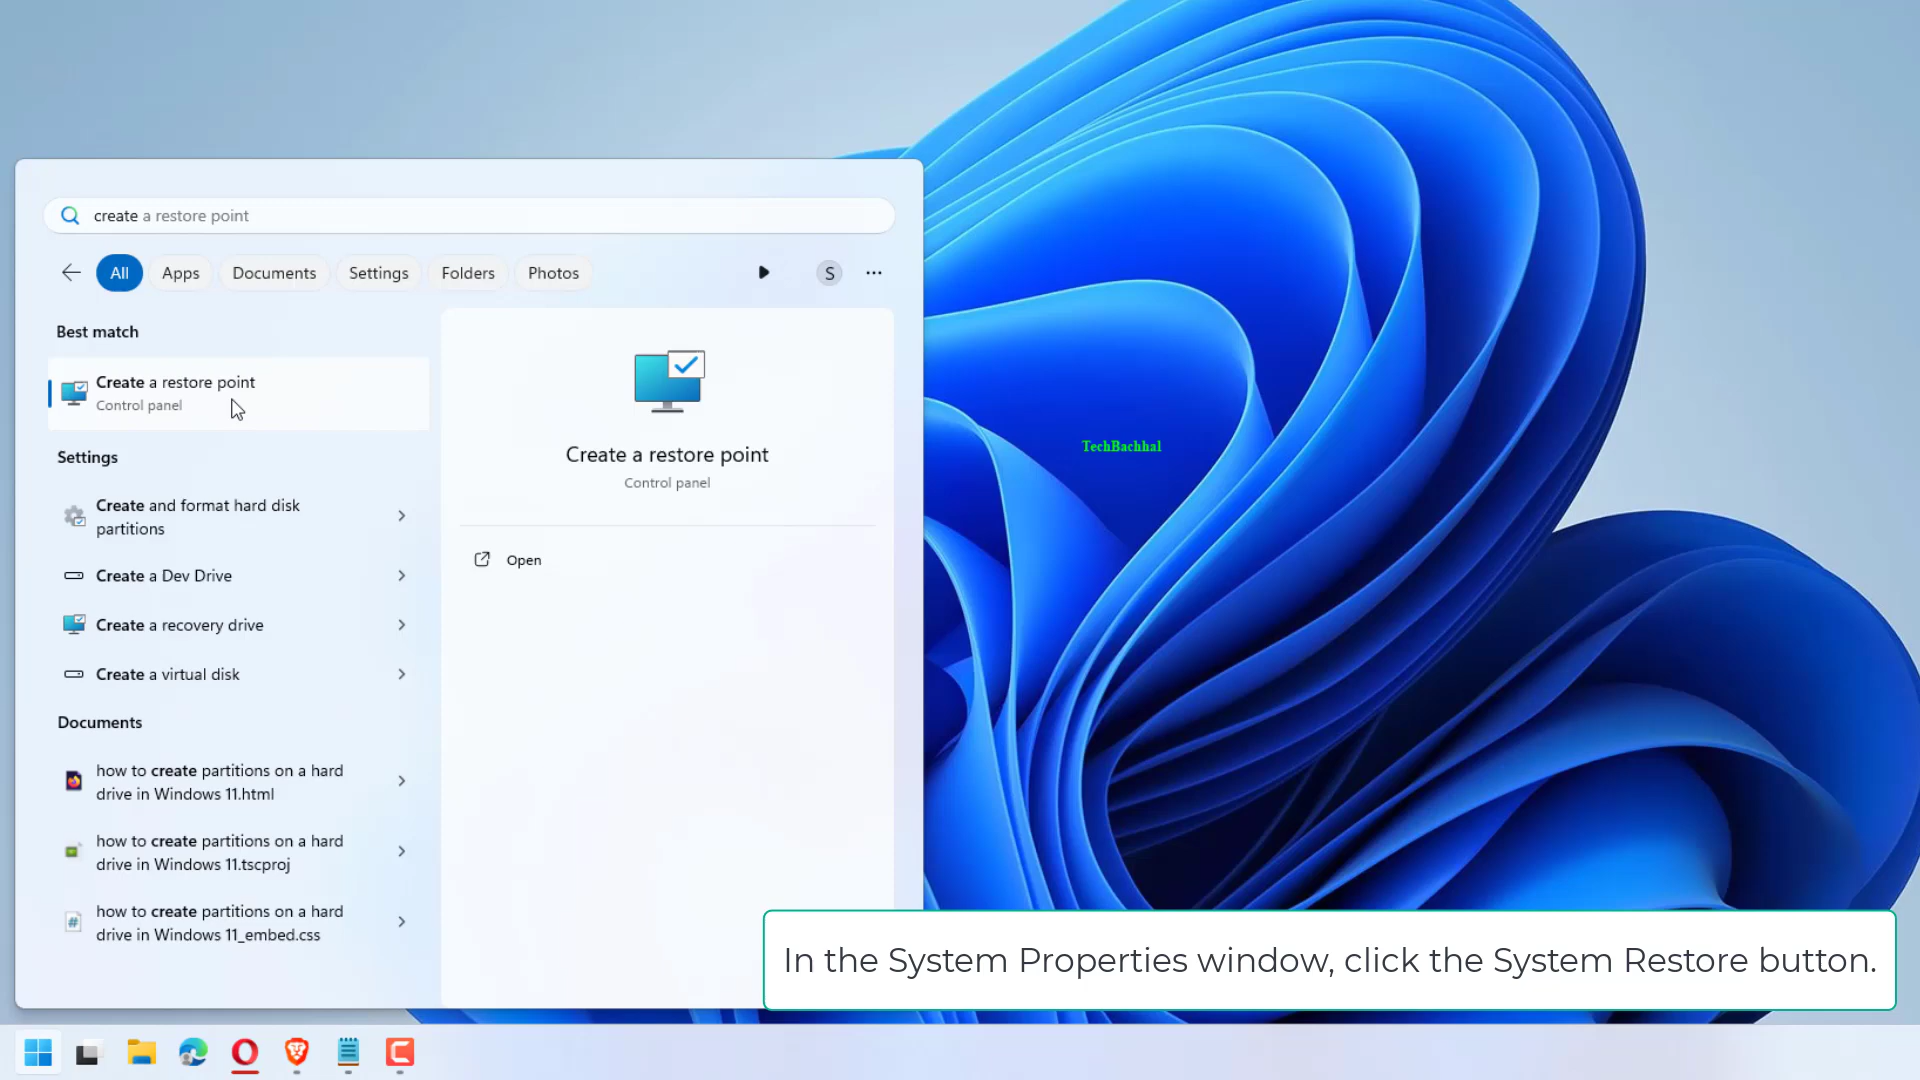 create a restore point
All
Apps
Documents
Settings
Folders
Photos
S
Best match
Create a restore point
Control panel
Settings
Create and format hard disk
partitions
Create a Dev Drive
Create a recovery drive
Create a virtual disk
Documents
how to create partitions on a hard
drive in Windows 11.html
how to create partitions on a hard
drive in Windows 11.tscproj
how to create partitions on a hard
drive in Windows 11_embed.css
Create a restore point
Control panel
Open
TechBachhal
In the System Properties window, click the System Restore button.